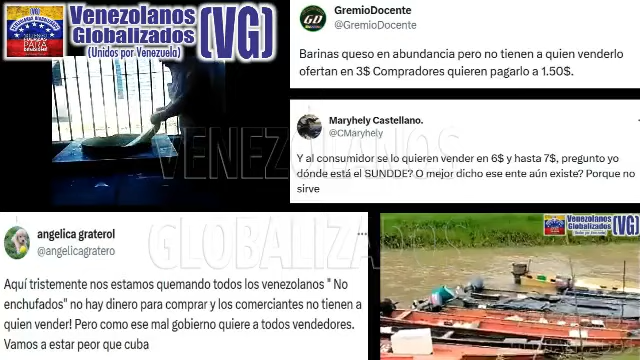 Venezolanos
Globalizados
(Unidos por Venezuela)
(VG)
GremioDocente
@GremioDocente
Barinas queso en abundancia pero no tienen a quien venderlo
ofertan en 3$ Compradores quieren pagarlo a 1.50$.
Maryhely Castellano.
@CMaryhely
Y al consumidor se lo quieren vender en 6$ y hasta 7$, pregunto yo
dónde está el SUNDDE? O mejor dicho ese ente aún existe? Porque no
sirve
VENEZOLANOS
GLOBALIZADOS
angelica graterol
@angelicagratero
Aquí tristemente nos estamos quemando todos los venezolanos " No
enchufados" no hay dinero para comprar y los comerciantes no tienen a
quien vender! Pero como ese mal gobierno quiere a todos vendedores.
Vamos a estar peor que cuba
Venezolanos
Globalizados
(VG)